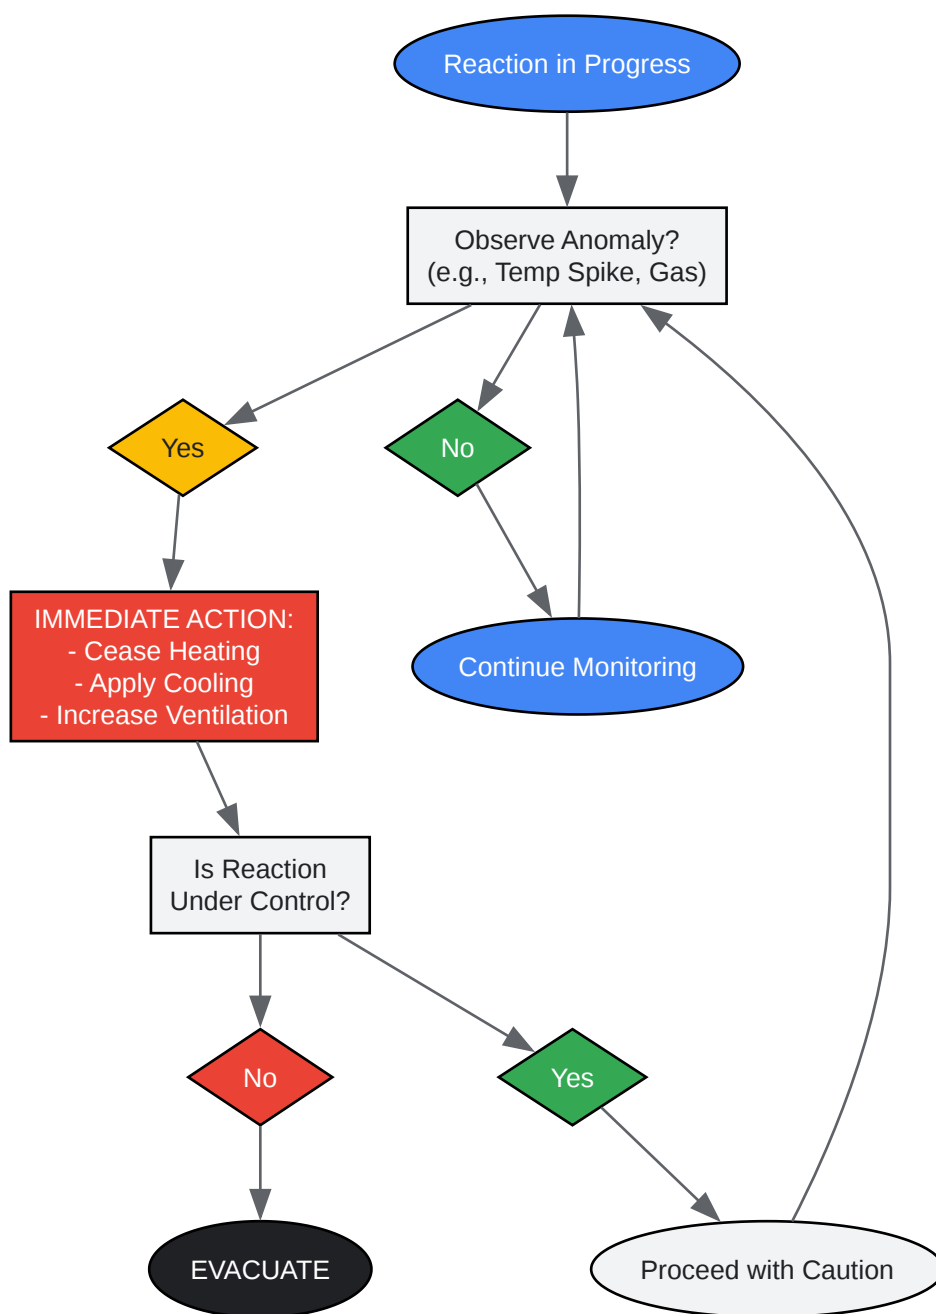 Reaction in Progress
Observe Anomaly?
(e.g., Temp Spike, Gas)
Yes
No
IMMEDIATE ACTION:
- Cease Heating
- Apply Cooling
- Increase Ventilation
Continue Monitoring
Is Reaction
Under Control?
No
Yes
EVACUATE
Proceed with Caution